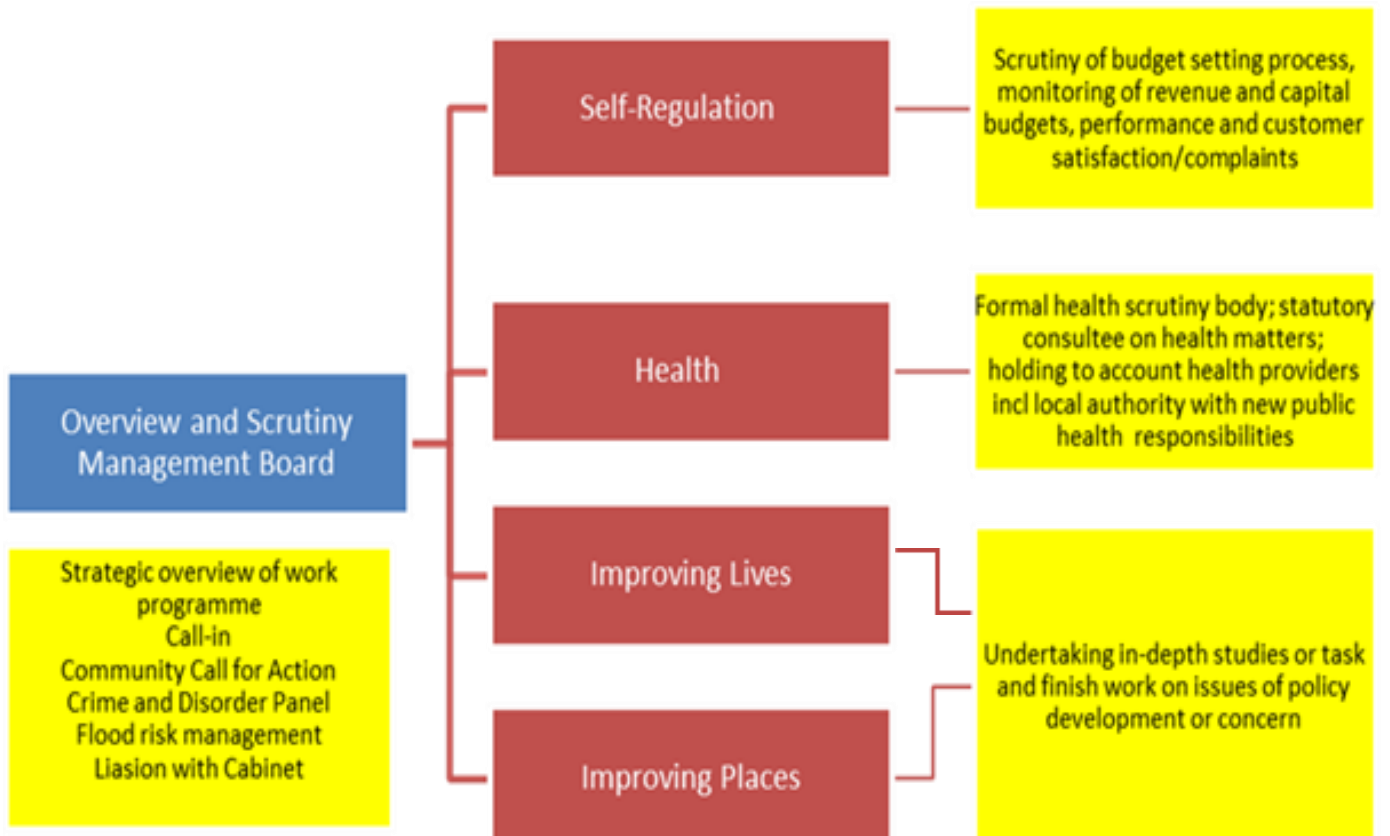 Overview and Scrutiny
Management Board
Strategic overview of work
programme
Call-in
Community Call for Action
Crime and Disorder Panel
Flood risk management
Liasion with Cabinet
Self-Regulation
Scrutiny of budget setting process,
monitoring of revenue and capital
budgets, performance and customer
satisfaction/complaints
Health
Formal health scrutiny body; statutory
consultee on health matters;
holding to account health providers
incl local authority with new public
health responsibilities
Improving Lives
Improving Places
Undertaking in-depth studies or task
and finish work on issues of policy
development or concern